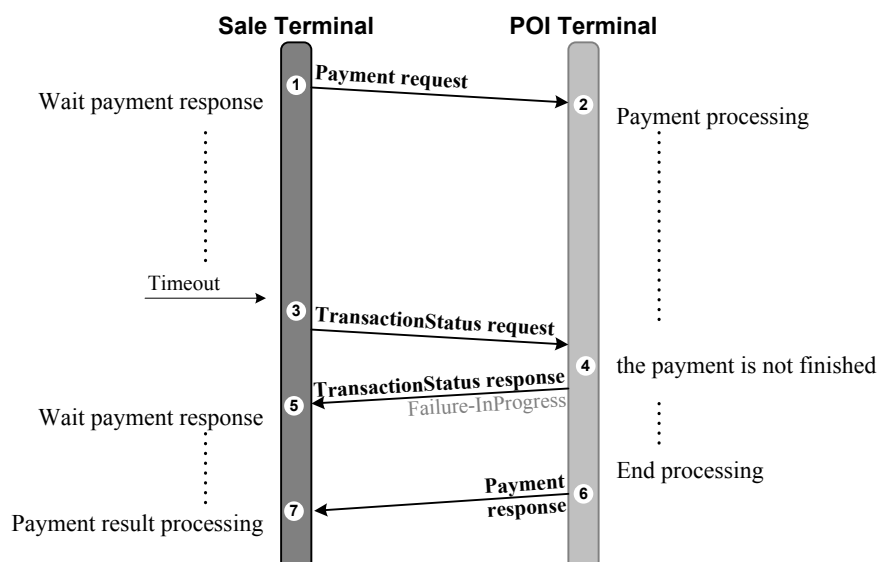 Sale Terminal
POI Terminal
1
Payment request
2
Wait payment response
Payment processing
Timeout
3
TransactionStatus request
4
the payment is not finished
TransactionStatus response
Failure-InProgress
5
Wait payment response
End processing
Payment
response
6
7
Payment result processing